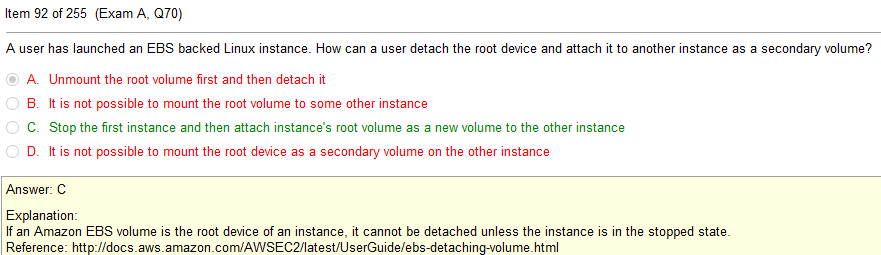 Item 92 of 255 (Exam A, Q70)
A user has launched an EBS backed Linux instance. How can a user detach the root device and attach it to another instance as a secondary volume?
A. Unmount the root volume first and then detach it
B. It is not possible to mount the root volume to some other instance
C. Stop the first instance and then attach instance's root volume as a new volume to the other instance
D. It is not possible to mount the root device as a secondary volume on the other instance
Answer: C
Explanation:
If an Amazon EBS volume is the root device of an instance, it cannot be detached unless the instance is in the stopped state.
Reference: http://docs.aws.amazon.com/AWSEC2/latest/UserGuide/ebs-detaching-volume.html